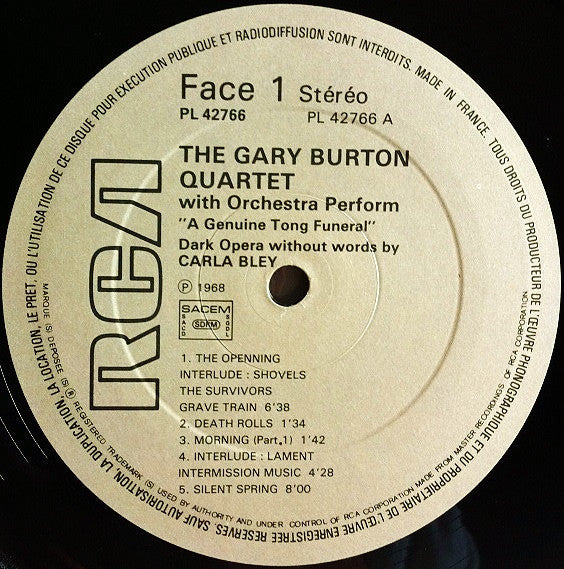 Face 1 Stéréo
PL 42766 PL 42766 A
RCA
THE GARY BURTON
QUARTET
with Orchestra Perform
"A Genuine Tong Funeral"
Dark Opera without words by
CARLA BLEY
Ⓟ 1968
SACEM
SACD SDRM SGDL
1. THE OPENNING
INTERLUDE : SHOVELS
THE SURVIVORS
GRAVE TRAIN 6'38
2. DEATH ROLLS 1'34
3. MORNING (Part.1) 1'42
4. INTERLUDE : LAMENT
INTERMISSION MUSIC 4'28
5. SILENT SPRING 8'00
MADE IN FRANCE. TOUS DROITS DU PRODUCTEUR DE L'ŒUVRE PHONOGRAPHIQUE ET DU PROPRIETAIRE DE L'ŒUVRE ENREGISTREE RESERVES. SAUF AUTORISATION, LA DUPLICATION, LA LOCATION, LE PRET, OU L'UTILISATION DE CE DISQUE POUR EXECUTION PUBLIQUE ET RADIODIFFUSION SONT INTERDITS.
MARQUE (S) DEPOSEE (S) ® REGISTERED TRADEMARK (S) USED BY AUTHORITY AND UNDER CONTROL OF RCA CORPORATION MADE FROM MASTER RECORDINGS OF RCA CORPORATION